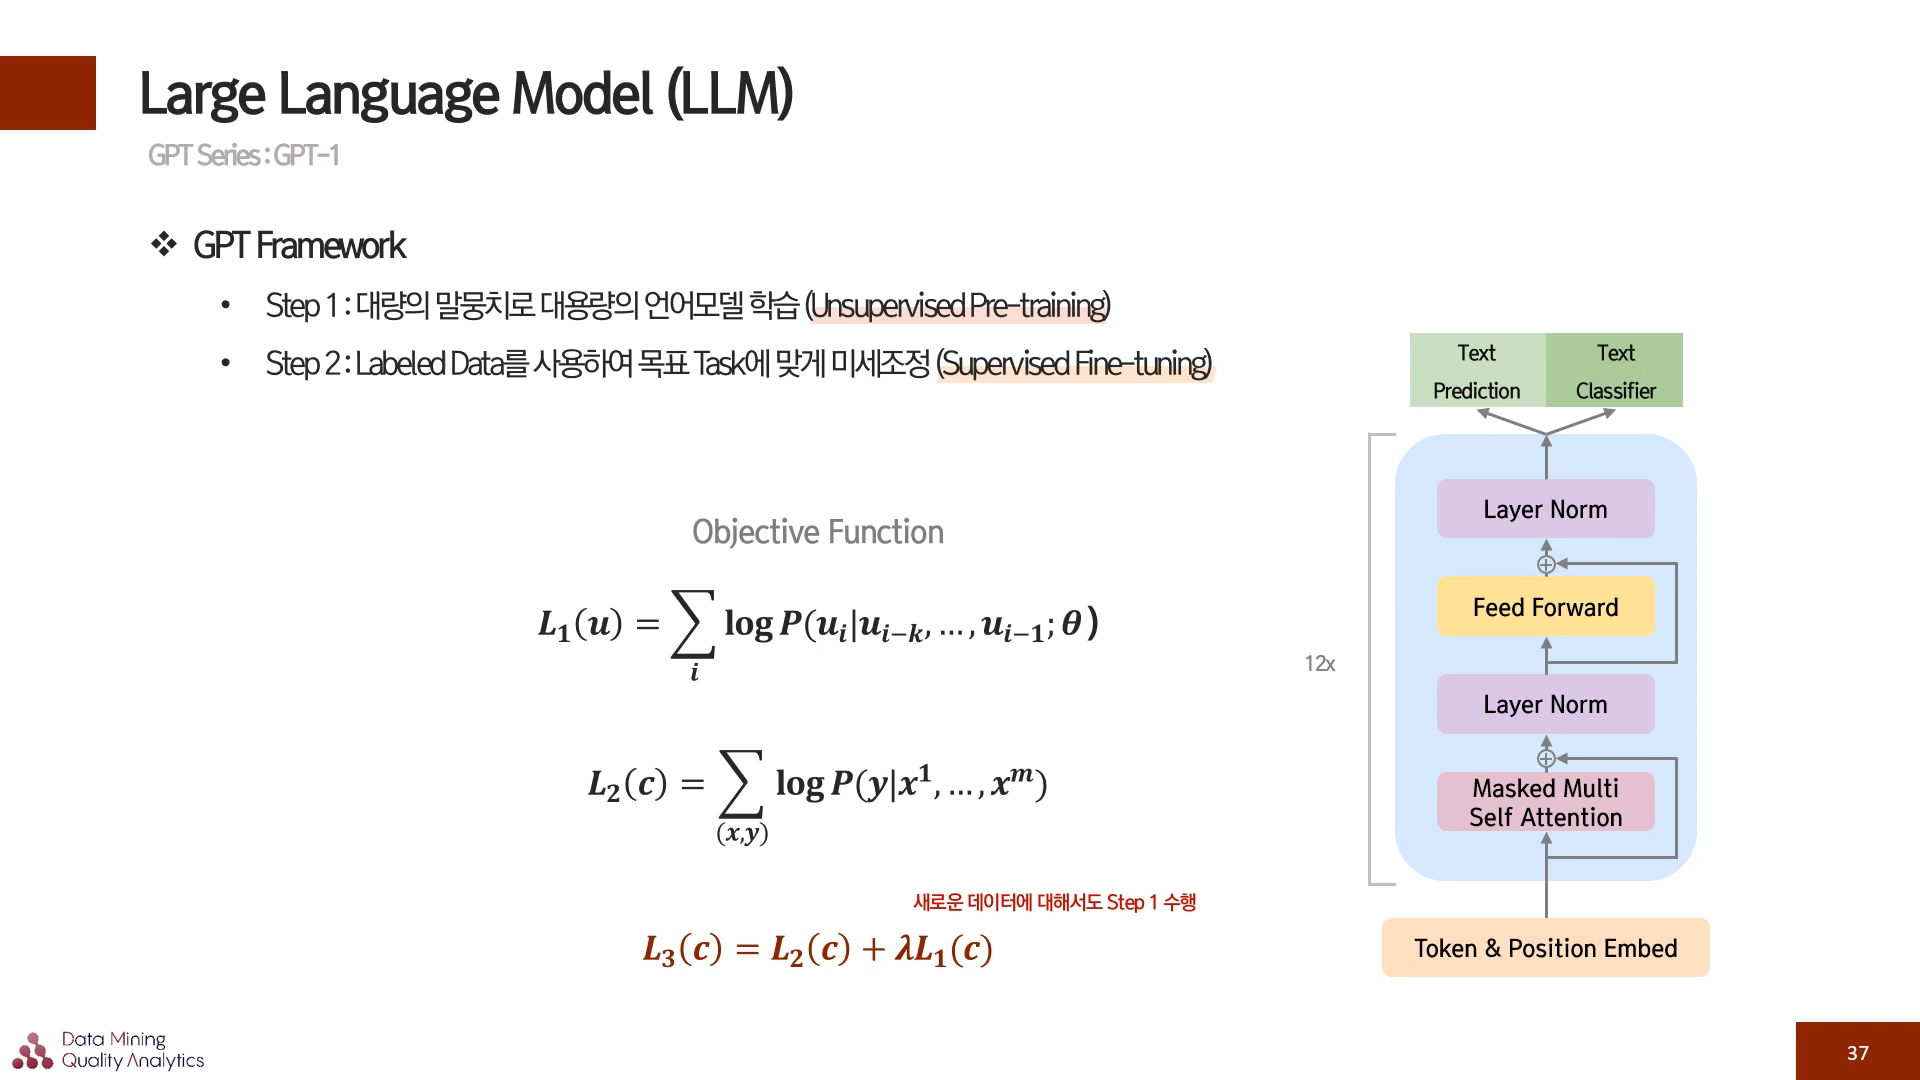 Large Language Model (LLM)
GPT Series : GPT-1
❖ GPT Framework
• Step 1 : 대량의 말뭉치로 대용량의 언어모델 학습 (Unsupervised Pre-training)
• Step 2 : Labeled Data를 사용하여 목표 Task에 맞게 미세조정 (Supervised Fine-tuning)
Objective Function
L₁(u) = ∑_i log P(u_i|u_{i−k}, …, u_{i−1}; θ)
L₂(c) = ∑_{(x,y)} log P(y|x¹, …, x^m)
새로운 데이터에 대해서도 Step 1 수행
L₃(c) = L₂(c) + λL₁(c)
Text
Prediction
Text
Classifier
12x
Layer Norm
Feed Forward
Layer Norm
Masked Multi
Self Attention
Token & Position Embed
Data Mining
Quality Analytics
37